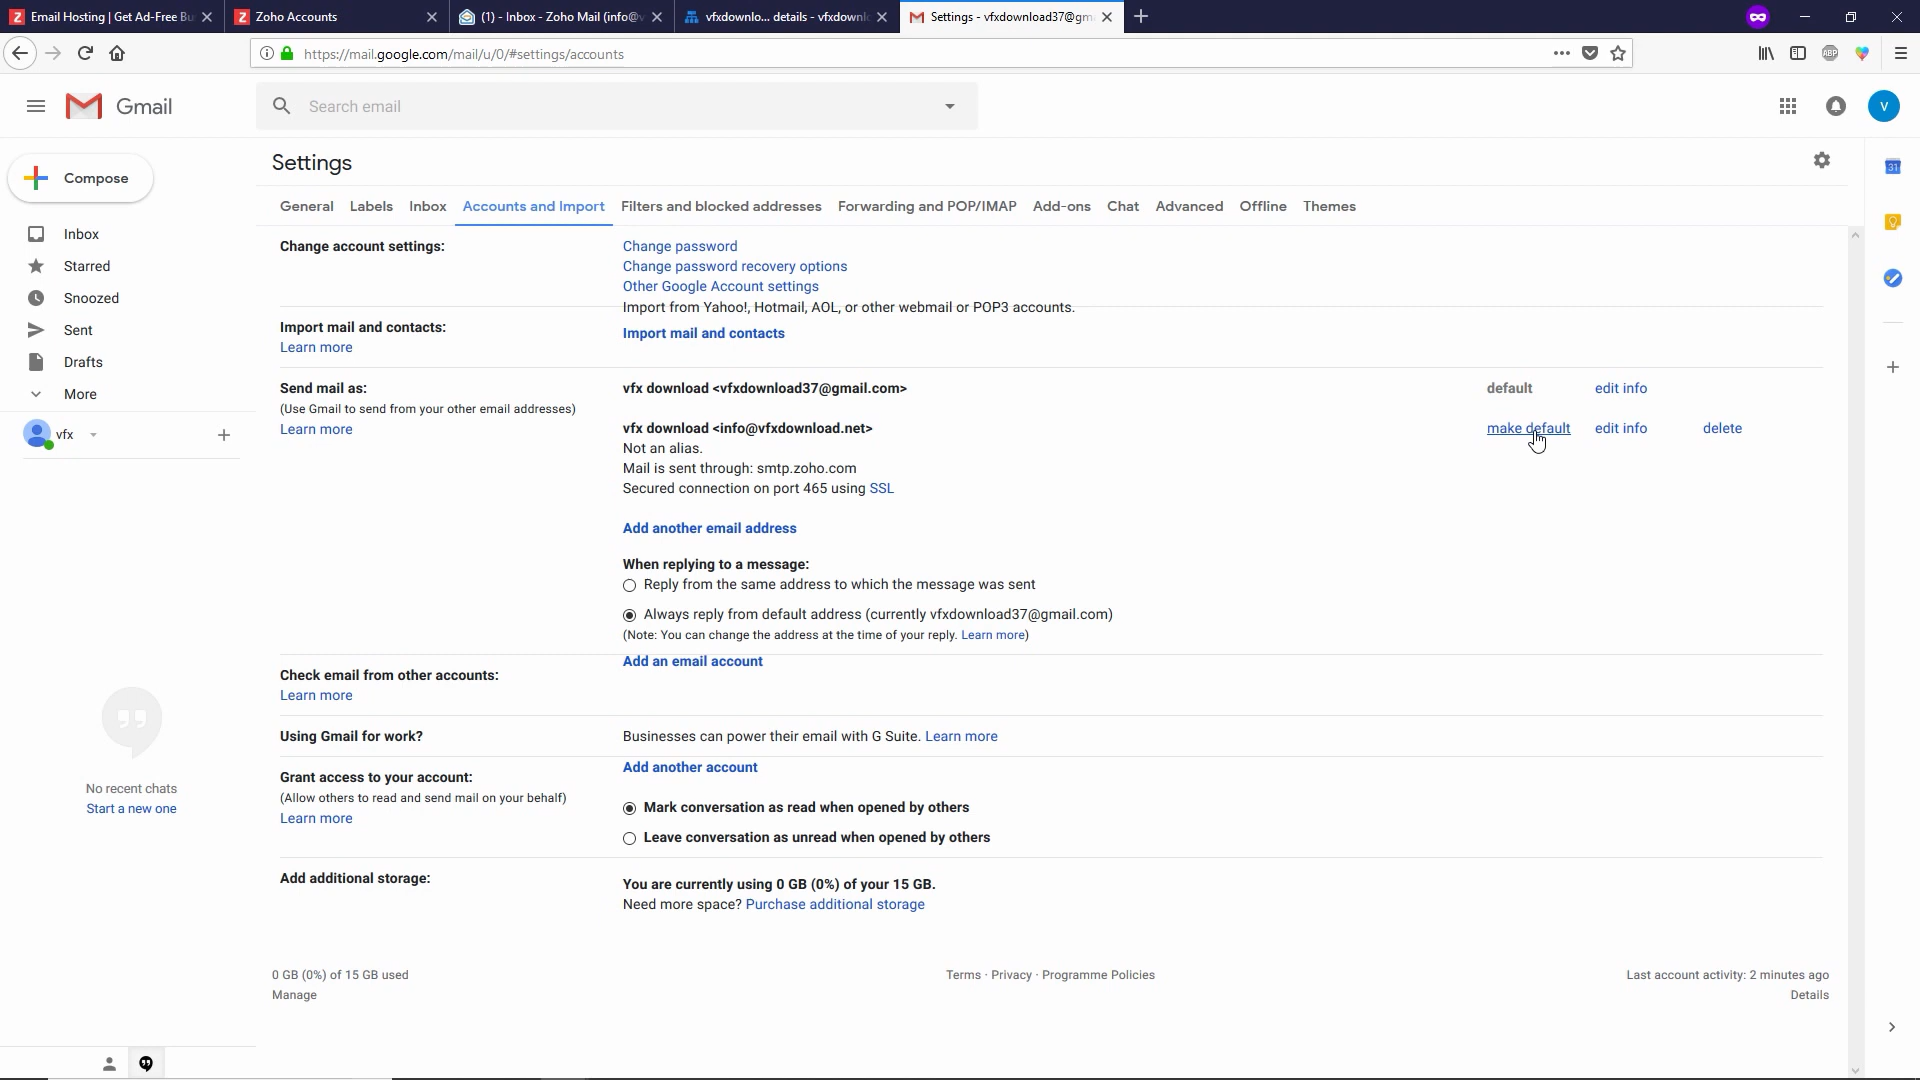 Email Hosting | Get Ad-Free Bu
Zoho Accounts
(1) - Inbox - Zoho Mail (info@v
vfxdownlo... details - vfxdownl
Settings - vfxdownload37@gm
https://mail.google.com/mail/u/0/#settings/accounts
ABP
Gmail
Search email
V
Compose
Inbox
Starred
Snoozed
Sent
Drafts
More
vfx
No recent chats
Start a new one
Settings
General Labels Inbox Accounts and Import Filters and blocked addresses Forwarding and POP/IMAP Add-ons Chat Advanced Offline Themes
Change account settings:
Change password
Change password recovery options
Other Google Account settings
Import from Yahoo!, Hotmail, AOL, or other webmail or POP3 accounts.
Import mail and contacts:
Import mail and contacts
Learn more
Send mail as:
(Use Gmail to send from your other email addresses)
Learn more
vfx download <vfxdownload37@gmail.com>
default edit info
vfx download <info@vfxdownload.net>
make default edit info delete
Not an alias.
Mail is sent through: smtp.zoho.com
Secured connection on port 465 using SSL
Add another email address
When replying to a message:
Reply from the same address to which the message was sent
Always reply from default address (currently vfxdownload37@gmail.com)
(Note: You can change the address at the time of your reply. Learn more)
Add an email account
Check email from other accounts:
Learn more
Using Gmail for work?
Businesses can power their email with G Suite. Learn more
Add another account
Grant access to your account:
(Allow others to read and send mail on your behalf)
Learn more
Mark conversation as read when opened by others
Leave conversation as unread when opened by others
Add additional storage:
You are currently using 0 GB (0%) of your 15 GB.
Need more space? Purchase additional storage
0 GB (0%) of 15 GB used
Manage
Terms · Privacy · Programme Policies
Last account activity: 2 minutes ago
Details
31